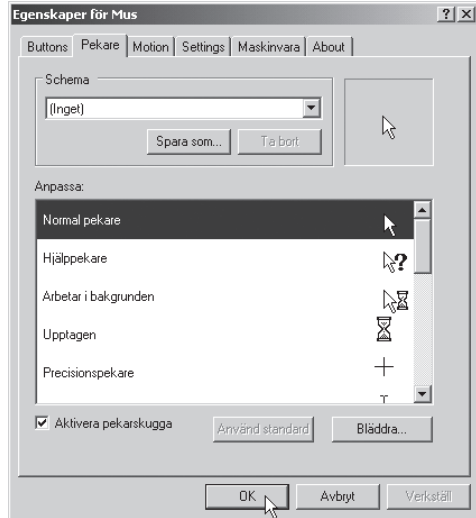 Egenskaper för Mus
Buttons Pekare Motion Settings Maskinvara About
Schema
(Inget)
Spara som... Ta bort
Anpassa:
Normal pekare
Hjälppekare
Arbetar i bakgrunden
Upptagen
Precisionspekare
Aktivera pekarskugga Använd standard Bläddra...
OK Avbryt Verkställ